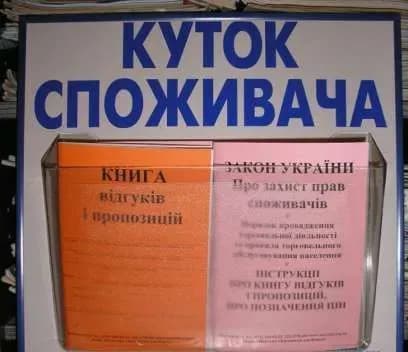 КУТОК
СПОЖИВАЧА
КНИГА
відгуків
і пропозицій
ЗАКОН УКРАЇНИ
Про захист прав
споживачів
Порядок провадження
торговельної діяльності
та правила торговельного
обслуговування населення
ІНСТРУКЦІЇ
ПРО КНИГУ ВІДГУКІВ
І ПРОПОЗИЦІЙ,
ПРО ПОЗНАЧЕННЯ ЦІН